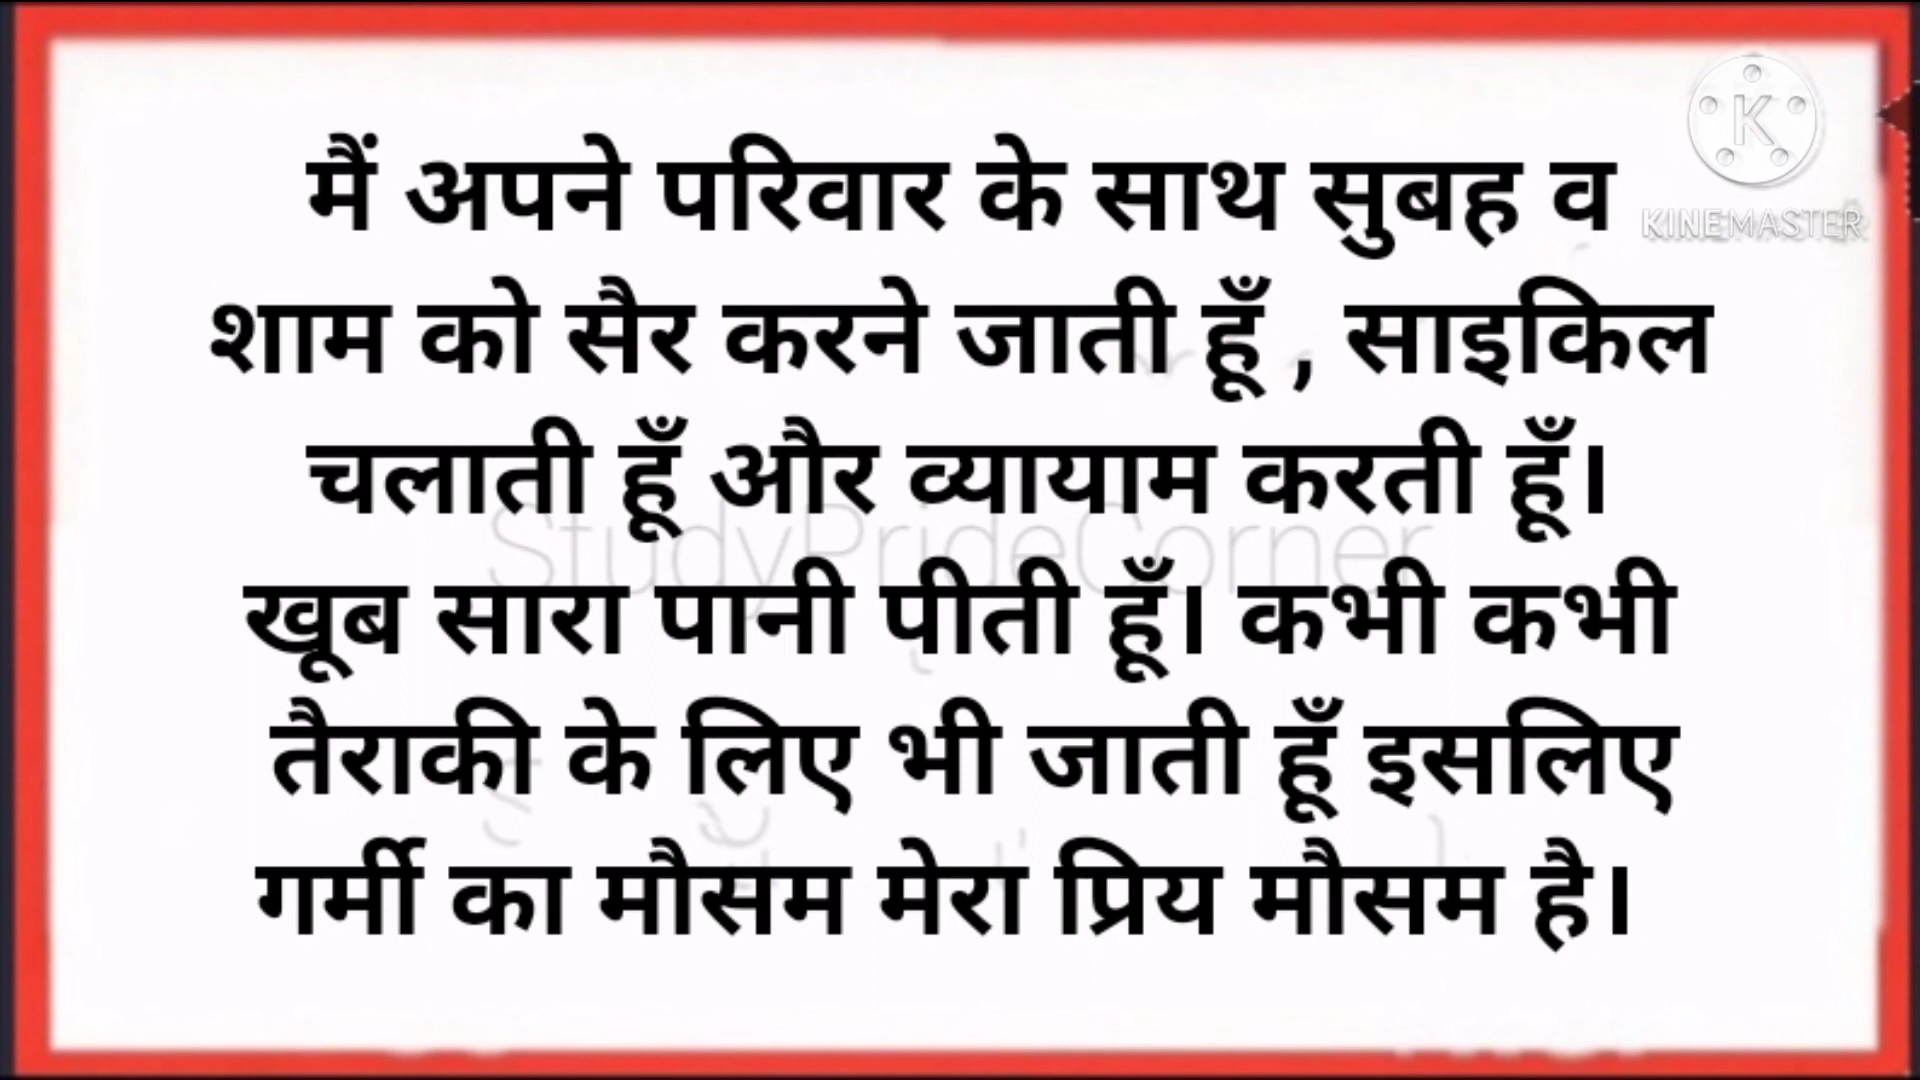 मैं अपने परिवार के साथ सुबह व
शाम को सैर करने जाती हूँ , साइकिल
चलाती हूँ और व्यायाम करती हूँ।
खूब सारा पानी पीती हूँ। कभी कभी
तैराकी के लिए भी जाती हूँ इसलिए
गर्मी का मौसम मेरा प्रिय मौसम है।
K
KINEMASTER
StudyPrideCorner